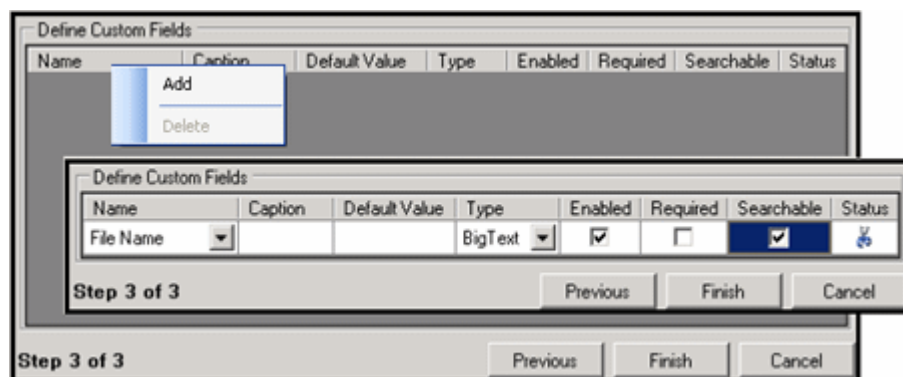 Define Custom Fields
Name Caption Default Value Type Enabled Required Searchable Status
Add
Delete
Define Custom Fields
Name Caption Default Value Type Enabled Required Searchable Status
File Name BigText
Step 3 of 3 Previous Finish Cancel
Step 3 of 3 Previous Finish Cancel